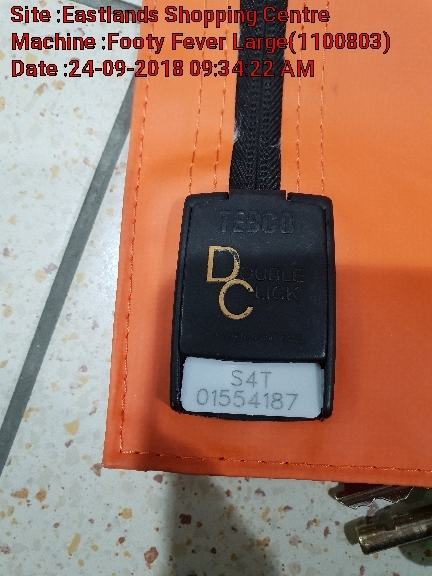 Site :Eastlands Shopping Centre
Machine :Footy Fever Large(1100803)
Date :24-09-2018 09:34:22 AM
TEBCO
DOUBLE
CLICK
S4T
01554187